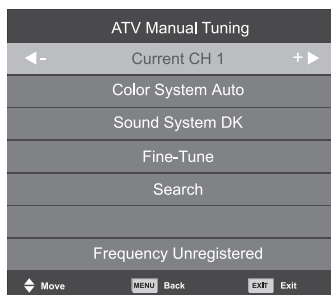 ATV Manual Tuning
- Current CH 1 +
Color System Auto
Sound System DK
Fine-Tune
Search
Frequency Unregistered
Move MENU Back EXIT Exit